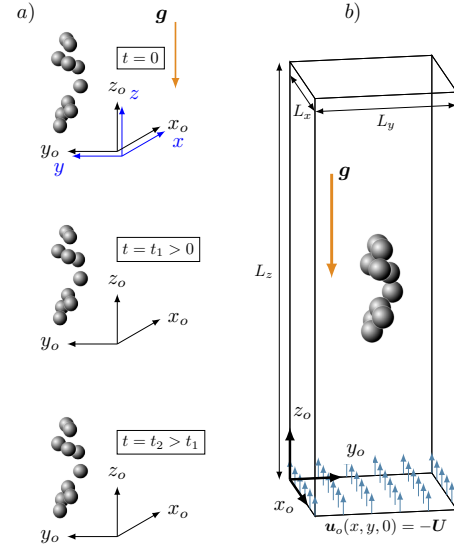 a)
g
t = 0
z_o
z
x_o
x
y_o
y
t = t_1 > 0
z_o
x_o
y_o
t = t_2 > t_1
z_o
x_o
y_o
b)
L_x
L_y
g
L_z
z_o
y_o
x_o
u_o(x, y, 0) = −U